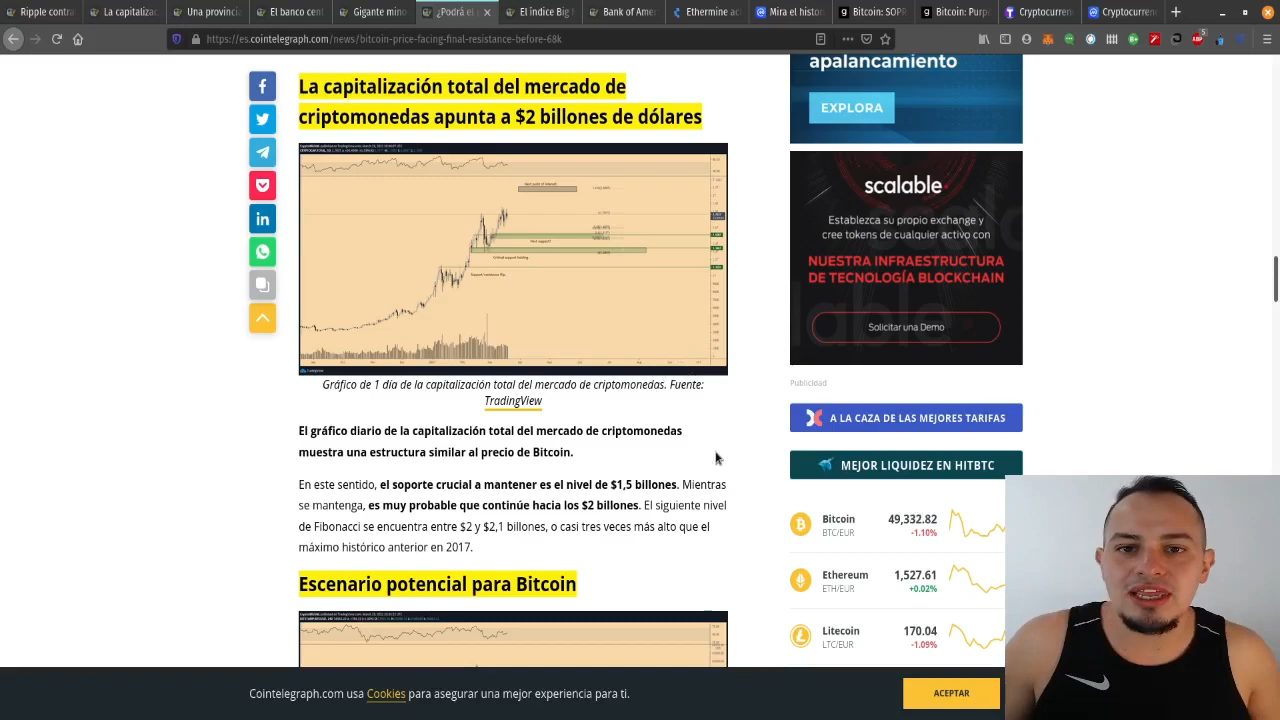 Ripple contra
La capitaliza
Una provincia
El banco cent
Gigante mino
¿Podrá el
El Índice B
Bank of Ame
Ethermine ac
Mira el histo
Bitcoin: SOPR
Bitcoin: Purp
Cryptocurre
Cryptocurren
https://es.cointelegraph.com/news/bitcoin-price-facing-final-resistance-before-68k
La capitalización total del mercado de
criptomonedas apunta a $2 billones de dólares
Gráfico de 1 día de la capitalización total del mercado de criptomonedas. Fuente:
TradingView
El gráfico diario de la capitalización total del mercado de criptomonedas
muestra una estructura similar al precio de Bitcoin.
En este sentido, el soporte crucial a mantener es el nivel de $1,5 billones. Mientras
se mantenga, es muy probable que continúe hacia los $2 billones. El siguiente nivel
de Fibonacci se encuentra entre $2 y $2,1 billones, o casi tres veces más alto que el
máximo histórico anterior en 2017.
Escenario potencial para Bitcoin
apalancamiento
EXPLORA
scalable
Establezca su propio exchange y
cree tokens de cualquier activo con
NUESTRA INFRAESTRUCTURA
DE TECNOLOGÍA BLOCKCHAIN
Solicitar una Demo
Publicidad
A LA CAZA DE LAS MEJORES TARIFAS
MEJOR LIQUIDEZ EN HITBTC
Bitcoin 49,332.82
BTC/EUR -1.10%
Ethereum 1,527.61
ETH/EUR +0.02%
Litecoin 170.04
LTC/EUR -1.09%
Cointelegraph.com usa Cookies para asegurar una mejor experiencia para ti.
ACEPTAR